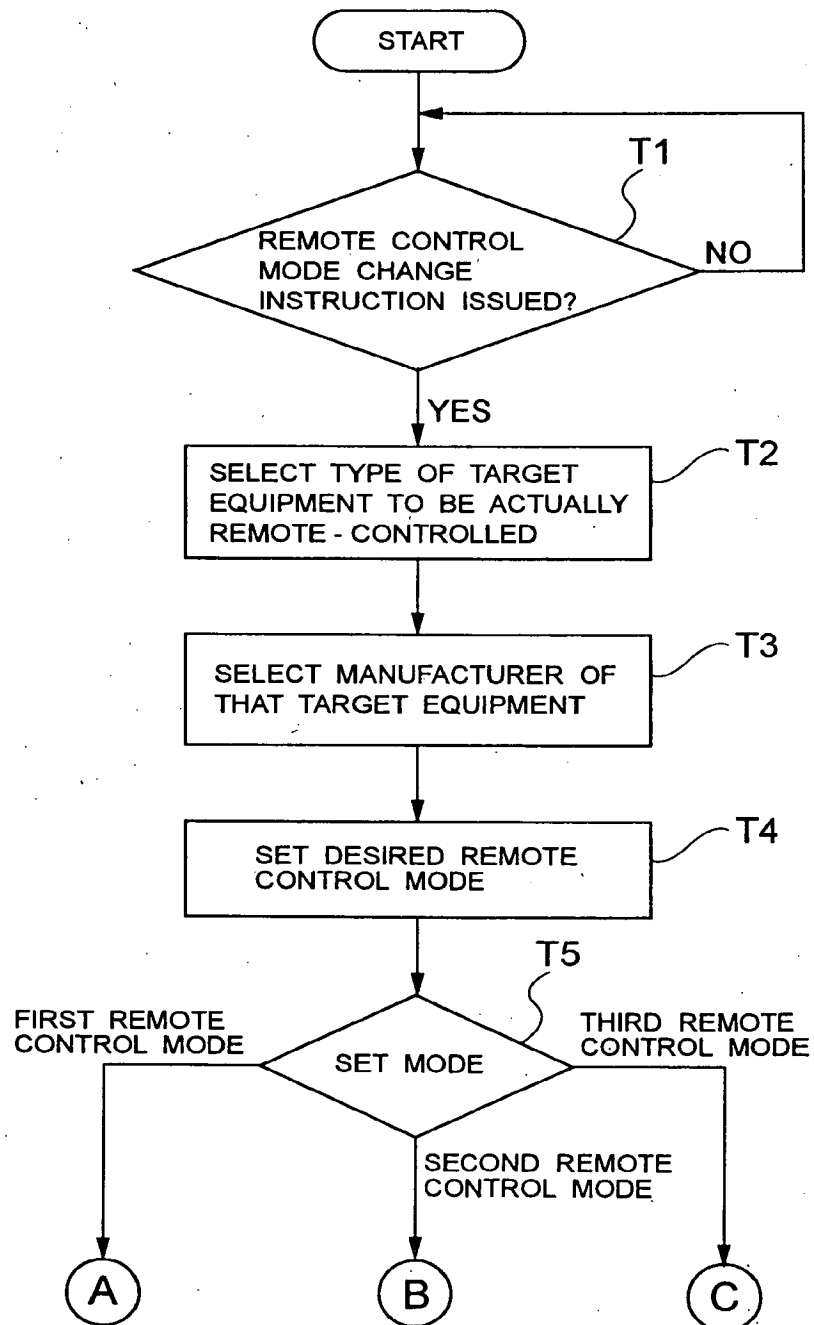 START
T1
REMOTE CONTROL
MODE CHANGE
INSTRUCTION ISSUED?
NO
YES
T2
SELECT TYPE OF TARGET
EQUIPMENT TO BE ACTUALLY
REMOTE - CONTROLLED
T3
SELECT MANUFACTURER OF
THAT TARGET EQUIPMENT
T4
SET DESIRED REMOTE
CONTROL MODE
T5
FIRST REMOTE
CONTROL MODE
SET MODE
THIRD REMOTE
CONTROL MODE
SECOND REMOTE
CONTROL MODE
A
B
C